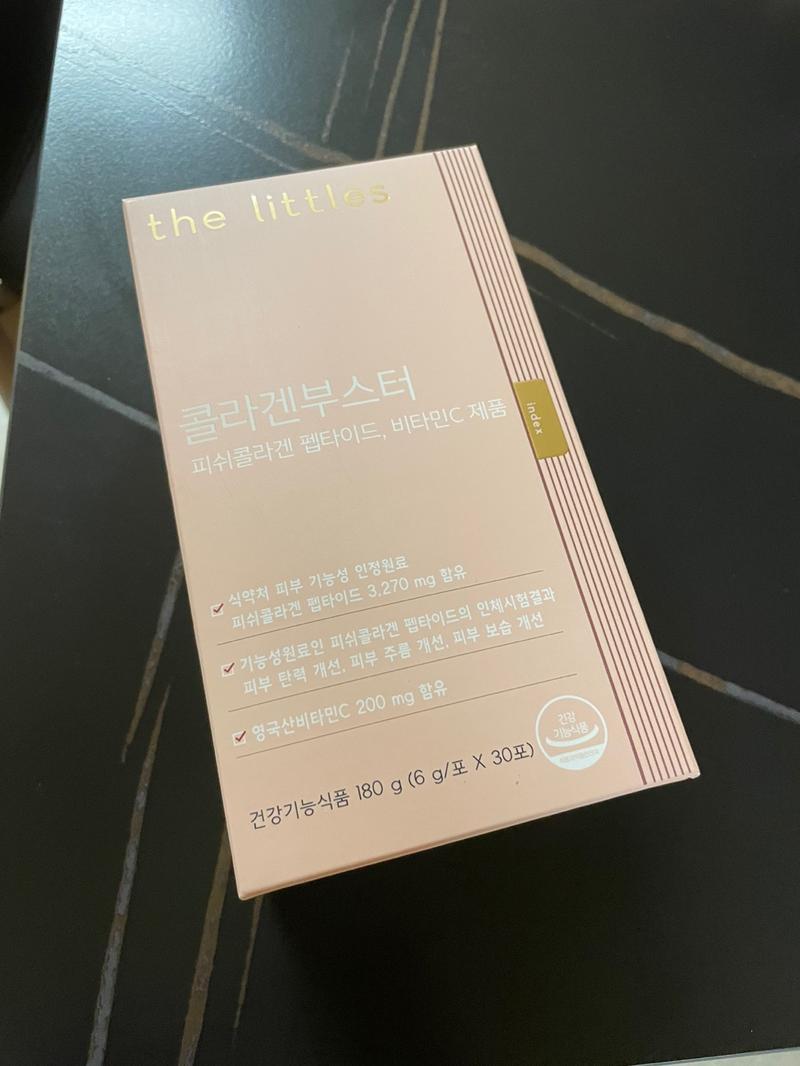 the littles
콜라겐부스터
피쉬콜라겐 펩타이드, 비타민C 제품
index
식약처 피부 기능성 인정원료
피쉬콜라겐 펩타이드 3,270 mg 함유
기능성원료인 피쉬콜라겐 펩타이드의 인체시험결과
피부 탄력 개선, 피부 주름 개선, 피부 보습 개선
영국산비타민C 200 mg 함유
건강
기능식품
건강기능식품 180 g (6 g/포 X 30포)